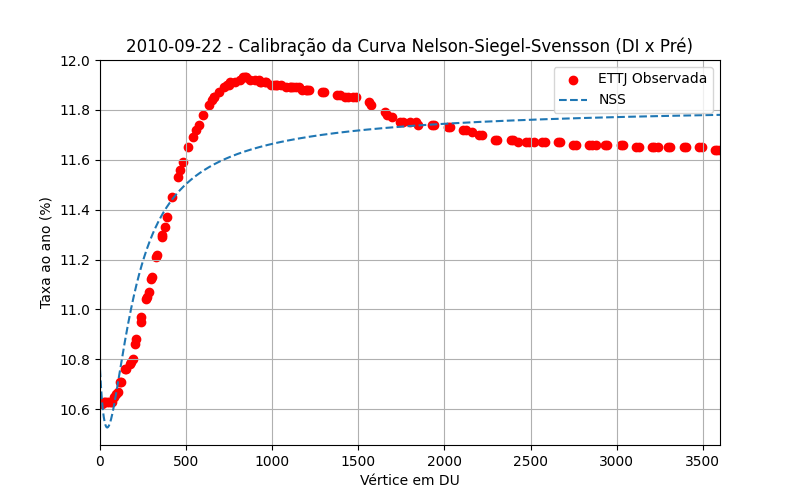 2010-09-22 - Calibração da Curva Nelson-Siegel-Svensson (DI x Pré)
ETTJ Observada
NSS
Taxa ao ano (%)
12.0
11.8
11.6
11.4
11.2
11.0
10.8
10.6
0 500 1000 1500 2000 2500 3000 3500
Vértice em DU